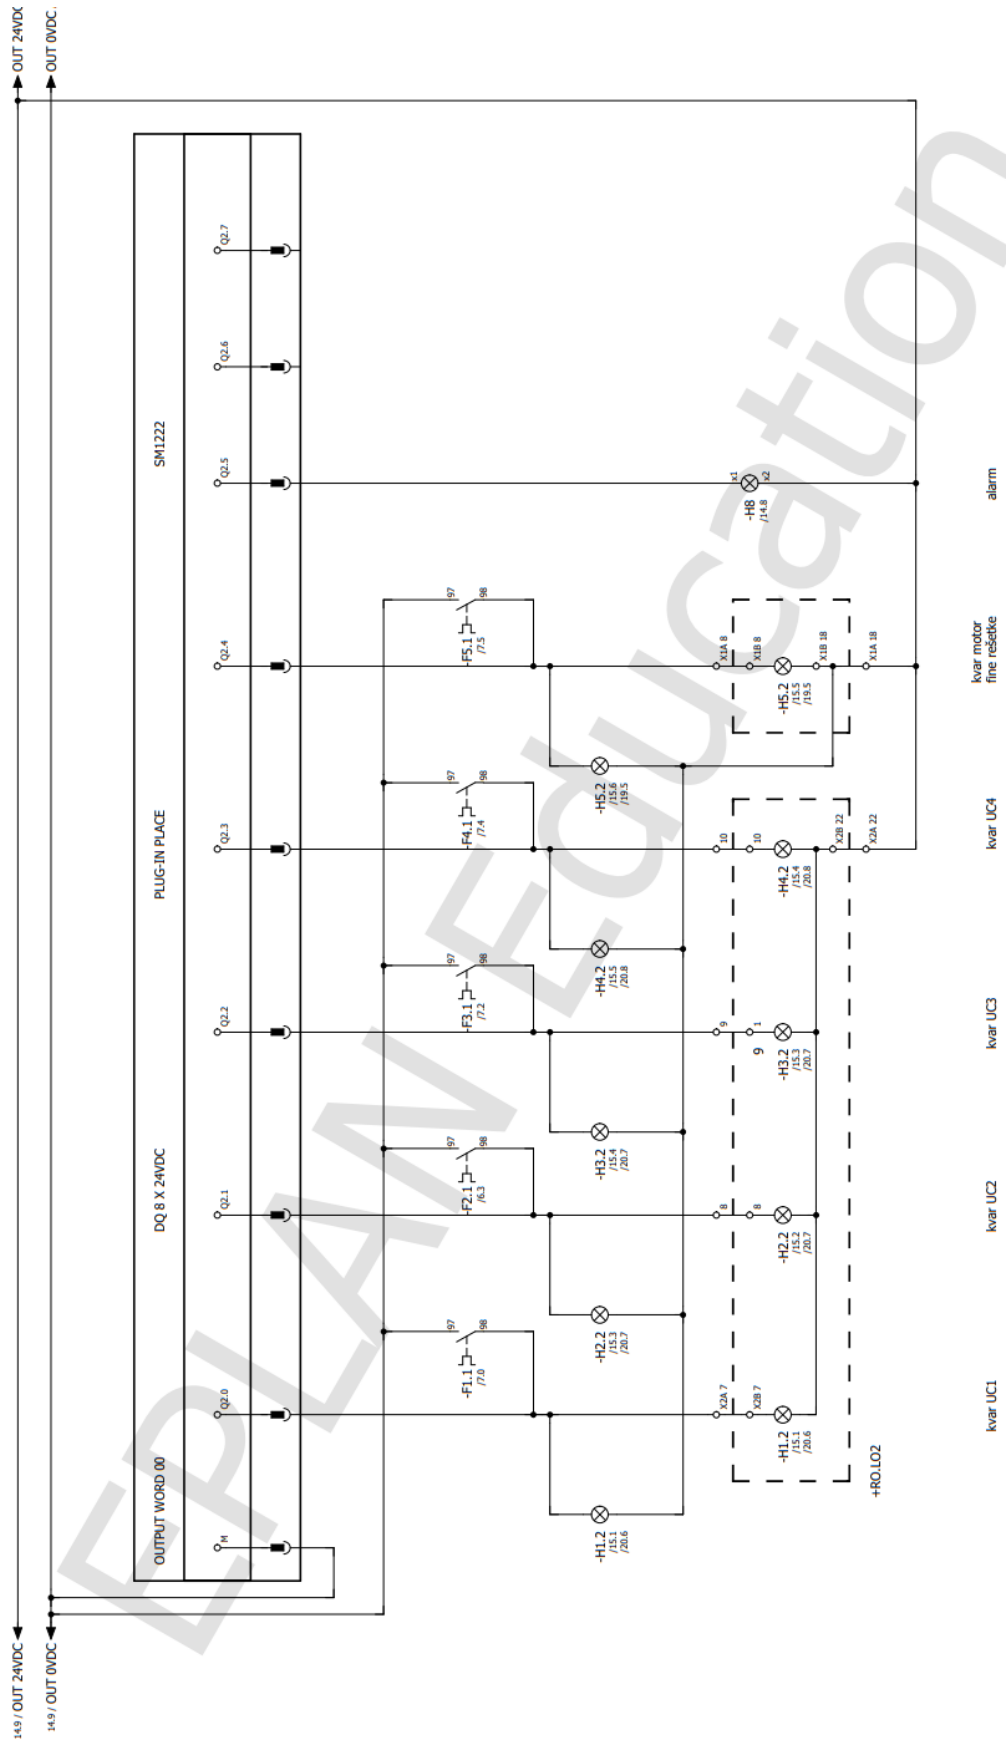 14.9 / OUT 24VDC
OUT 24VDC
14.9 / OUT 0VDC
OUT 0VDC.
OUTPUT WORD 00
DQ 8 X 24VDC
PLUG-IN PLACE
SM1222
M
Q2.0
Q2.1
Q2.2
Q2.3
Q2.4
Q2.5
Q2.6
Q2.7
-F1.1
/7.0
97
98
-F2.1
/6.3
97
98
-F3.1
/7.2
97
98
-F4.1
/7.4
97
98
-F5.1
/7.5
97
98
-H1.2
/15.1
/20.6
-H2.2
/15.3
/20.7
-H3.2
/15.4
/20.7
-H4.2
/15.5
/20.8
-H5.2
/15.6
/19.5
-H8
/14.8
x1
x2
X2A 7
X2B 7
-H1.2
/15.1
/20.6
8
8
-H2.2
/15.2
/20.7
9
1
9
-H3.2
/15.3
/20.7
10
10
-H4.2
/15.4
/20.8
X2B 22
X2A 22
X1A 8
X1B 8
-H5.2
/15.5
/19.5
X1B 18
X1A 18
+RO.LO2
kvar UC1
kvar UC2
kvar UC3
kvar UC4
kvar motor
fine rešetke
alarm
EPLAN Education